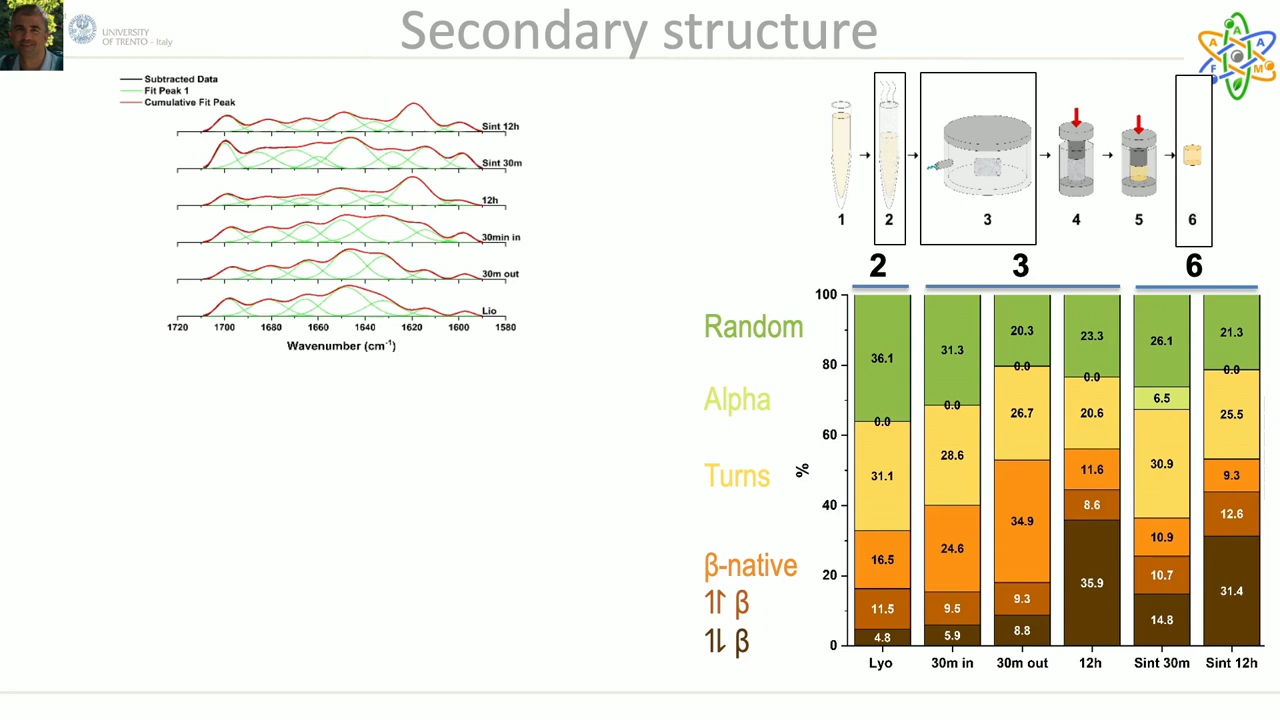 UNIVERSITY
OF TRENTO - Italy
Secondary structure
A
A
A
F
M
Subtracted Data
Fit Peak 1
Cumulative Fit Peak
Sint 12h
Sint 30m
12h
30min in
30m out
Lio
1720 1700 1680 1660 1640 1620 1600 1580
Wavenumber (cm⁻¹)
1 2 3 4 5 6
2 3 6
Random
Alpha
Turns
β-native
1↾ β
1⇂ β
%
100
80
60
40
20
0
36.1 31.3 20.3 23.3 26.1 21.3
0.0 0.0 0.0 0.0 6.5 0.0
31.1 28.6 26.7 20.6 30.9 25.5
16.5 24.6 34.9 11.6 10.9 9.3
11.5 9.5 9.3 8.6 10.7 12.6
4.8 5.9 8.8 35.9 14.8 31.4
Lyo 30m in 30m out 12h Sint 30m Sint 12h